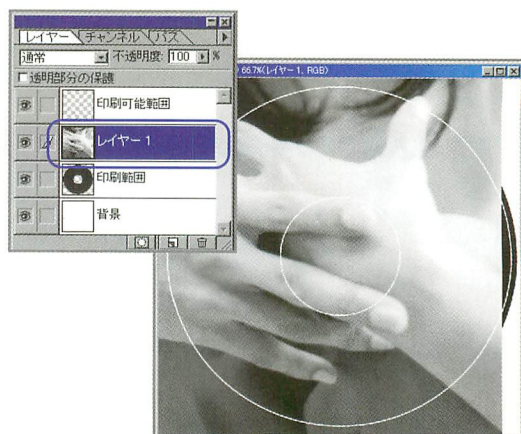 レイヤー チャンネル パス
通常 不透明度: 100 %
透明部分の保護
印刷可能範囲
レイヤー 1
印刷範囲
背景
66.7%(レイヤー 1, RGB)